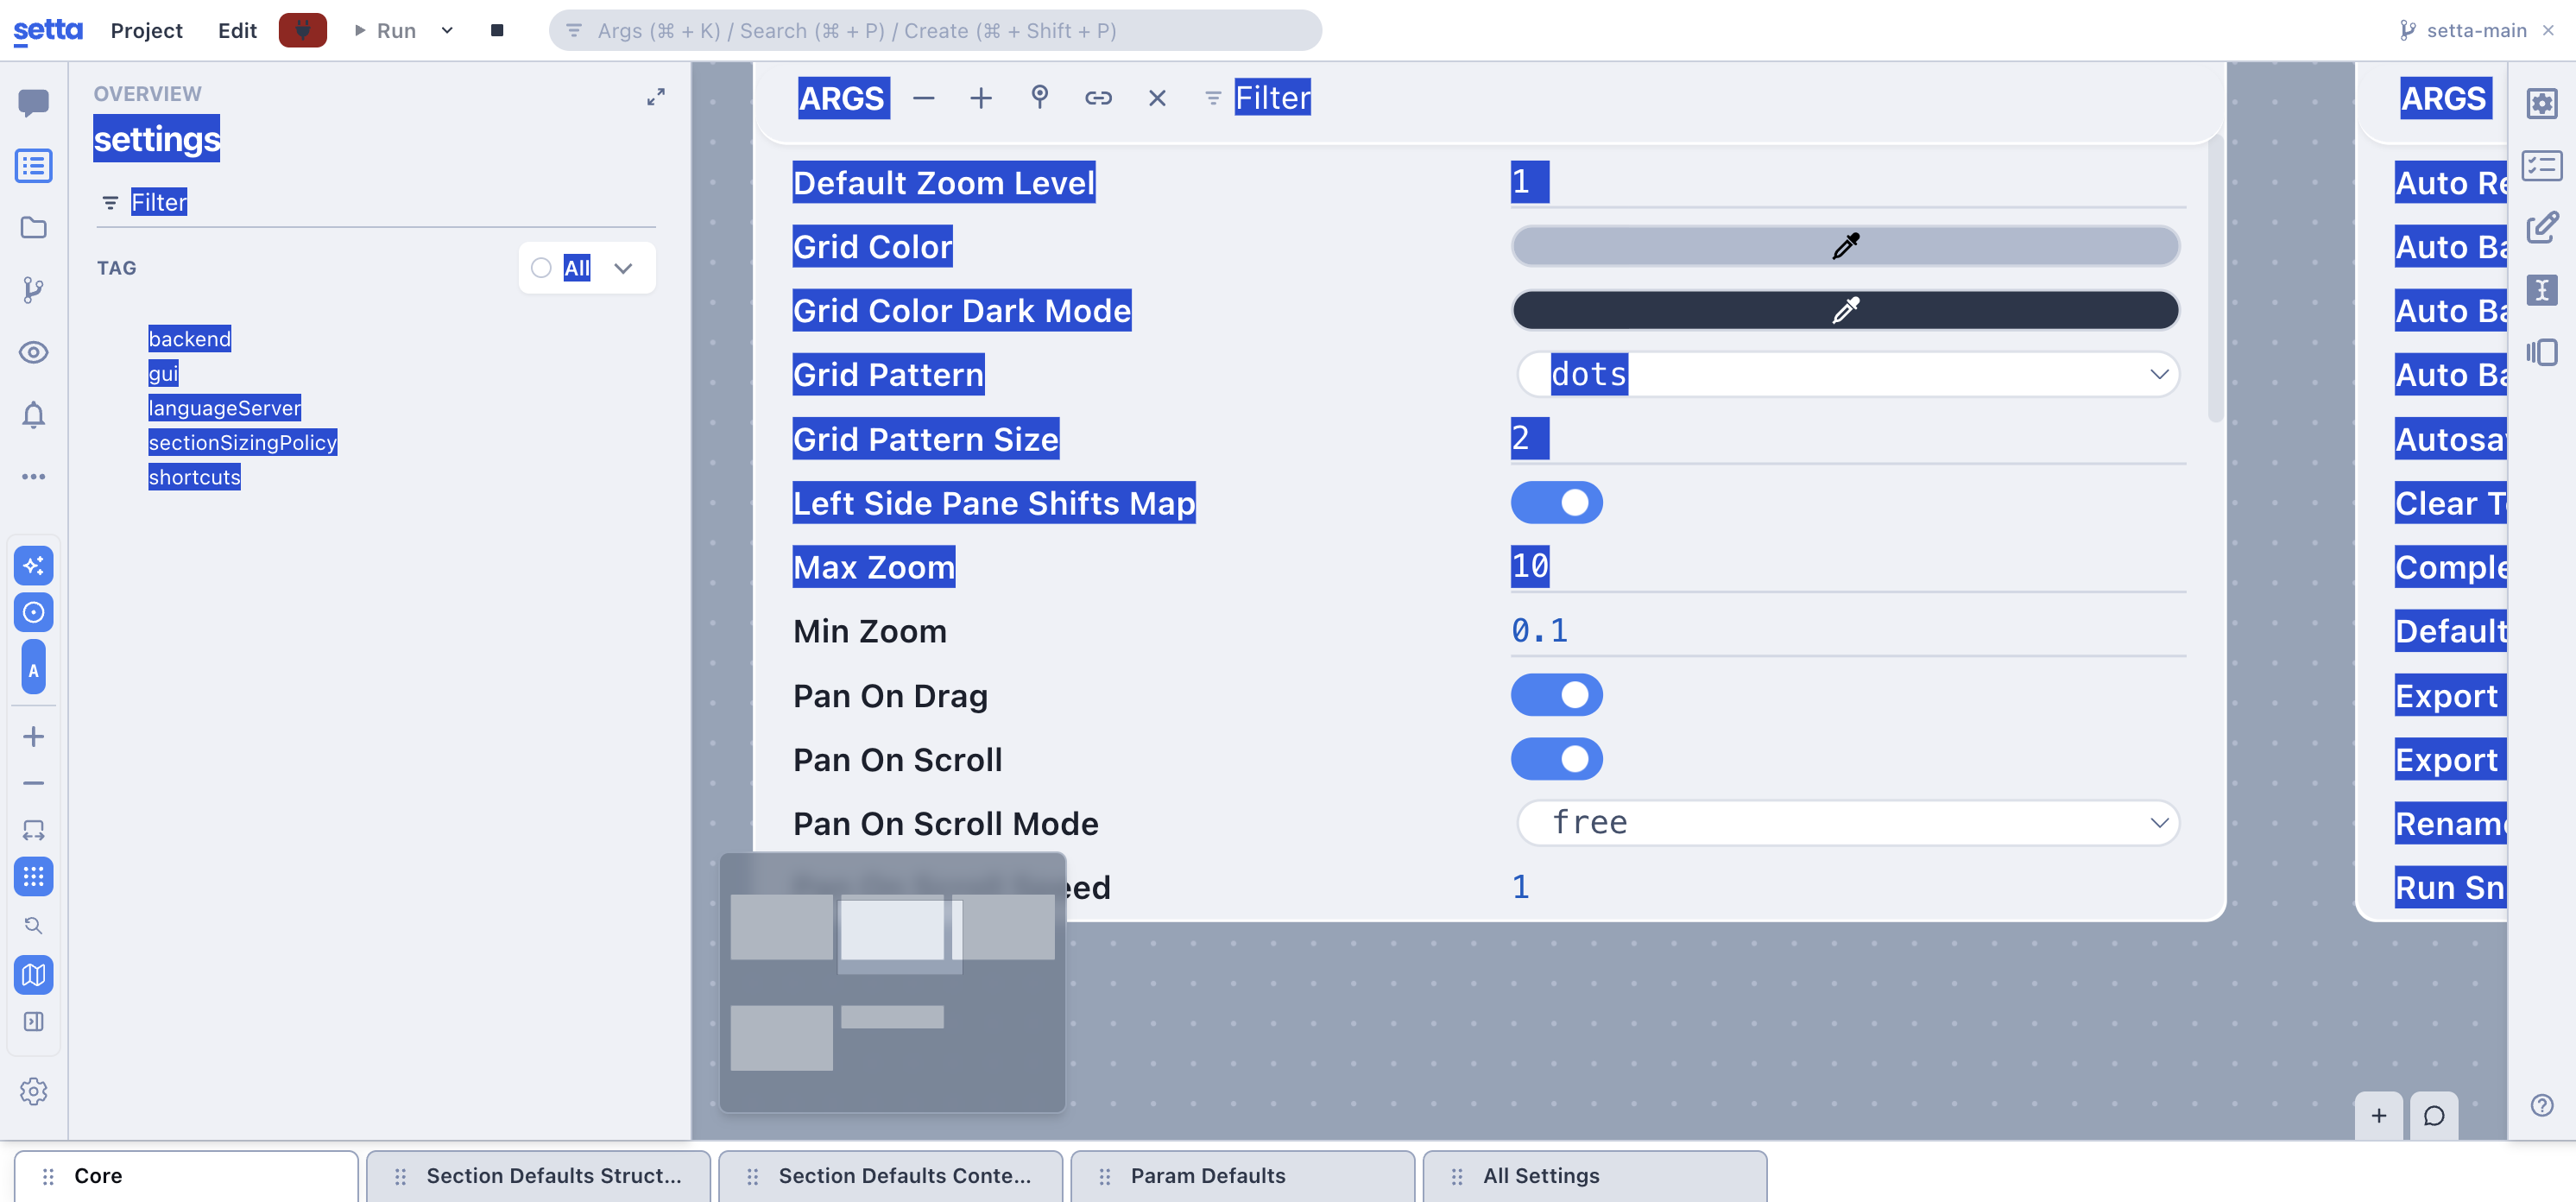 setta Project Edit Run Args (⌘ + K) / Search (⌘ + P) / Create (⌘ + Shift + P) setta-main
OVERVIEW
settings
Filter
TAG All
backend
gui
languageServer
sectionSizingPolicy
shortcuts
A
ARGS Filter
Default Zoom Level 1
Grid Color
Grid Color Dark Mode
Grid Pattern dots
Grid Pattern Size 2
Left Side Pane Shifts Map
Max Zoom 10
Min Zoom 0.1
Pan On Drag
Pan On Scroll
Pan On Scroll Mode free
eed 1
ARGS
Auto Re
Auto Ba
Auto Ba
Auto Ba
Autosa
Clear T
Comple
Default
Export
Export
Rename
Run Sn
Core
Section Defaults Struct...
Section Defaults Conte...
Param Defaults
All Settings